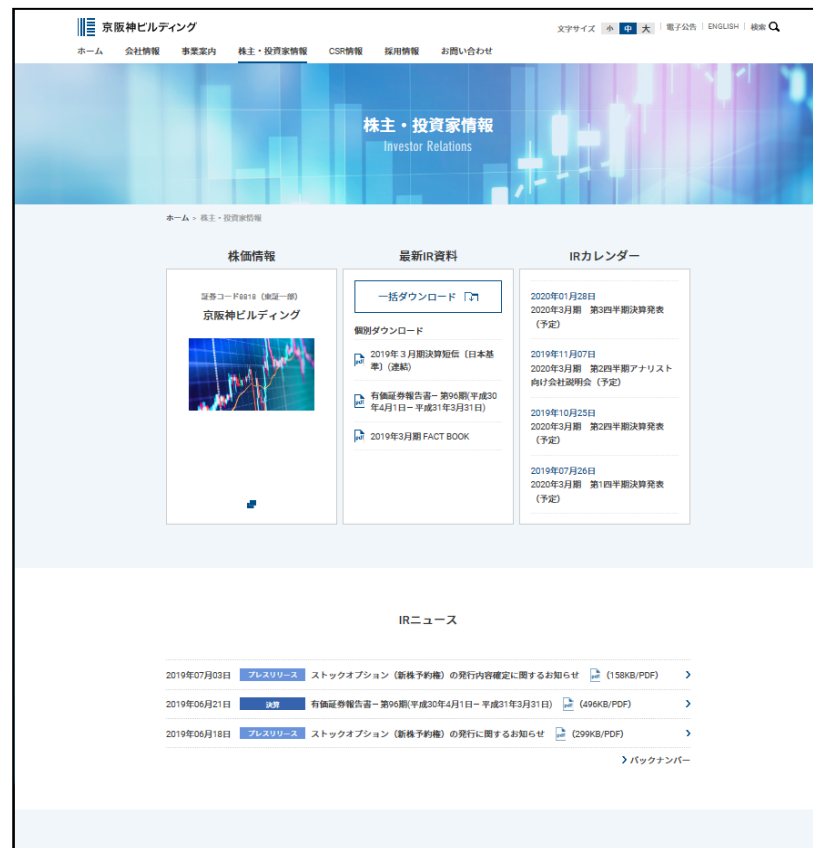 京阪神ビルディング
文字サイズ 小 中 大 電子公告 ENGLISH 検索
ホーム 会社情報 事業案内 株主・投資家情報 CSR情報 採用情報 お問い合わせ
株主・投資家情報
Investor Relations
ホーム > 株主・投資家情報
株価情報
証券コード8818（東証一部）
京阪神ビルディング
最新IR資料
一括ダウンロード
個別ダウンロード
2019年３月期決算短信〔日本基
準〕（連結）
有価証券報告書－第96期(平成30
年4月1日－平成31年3月31日)
2019年3月期 FACT BOOK
IRカレンダー
2020年01月28日
2020年3月期 第3四半期決算発表
（予定）
2019年11月07日
2020年3月期 第2四半期アナリスト
向け会社説明会（予定）
2019年10月25日
2020年3月期 第2四半期決算発表
（予定）
2019年07月26日
2020年3月期 第1四半期決算発表
（予定）
IRニュース
2019年07月03日 プレスリリース ストックオプション（新株予約権）の発行内容確定に関するお知らせ pdf (158KB/PDF)
2019年06月21日 決算 有価証券報告書－第96期(平成30年4月1日－平成31年3月31日) pdf (496KB/PDF)
2019年06月18日 プレスリリース ストックオプション（新株予約権）の発行に関するお知らせ pdf (299KB/PDF)
バックナンバー